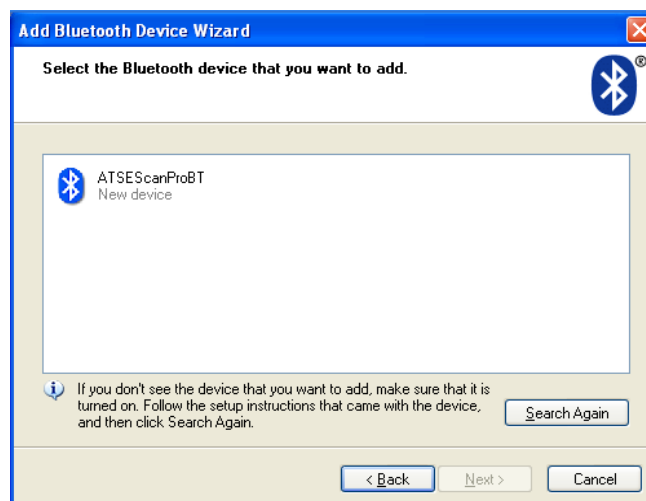 Add Bluetooth Device Wizard
Select the Bluetooth device that you want to add.
®
ATSEScanProBT
New device
If you don't see the device that you want to add, make sure that it is
turned on. Follow the setup instructions that came with the device,
and then click Search Again.
Search Again
< Back
Next >
Cancel